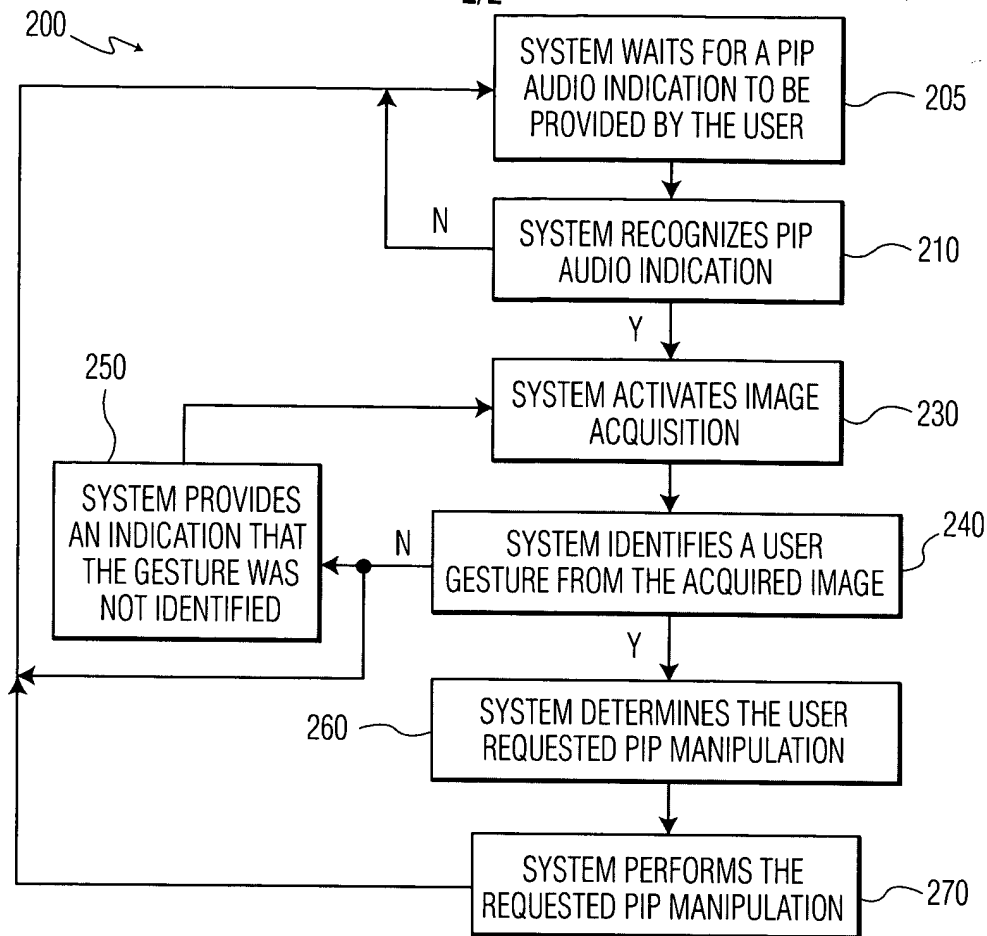 200
SYSTEM WAITS FOR A PIP
AUDIO INDICATION TO BE
PROVIDED BY THE USER
205
N
SYSTEM RECOGNIZES PIP
AUDIO INDICATION
210
Y
250
SYSTEM ACTIVATES IMAGE
ACQUISITION
230
SYSTEM PROVIDES
AN INDICATION THAT
THE GESTURE WAS
NOT IDENTIFIED
N
SYSTEM IDENTIFIES A USER
GESTURE FROM THE ACQUIRED IMAGE
240
Y
260
SYSTEM DETERMINES THE USER
REQUESTED PIP MANIPULATION
SYSTEM PERFORMS THE
REQUESTED PIP MANIPULATION
270